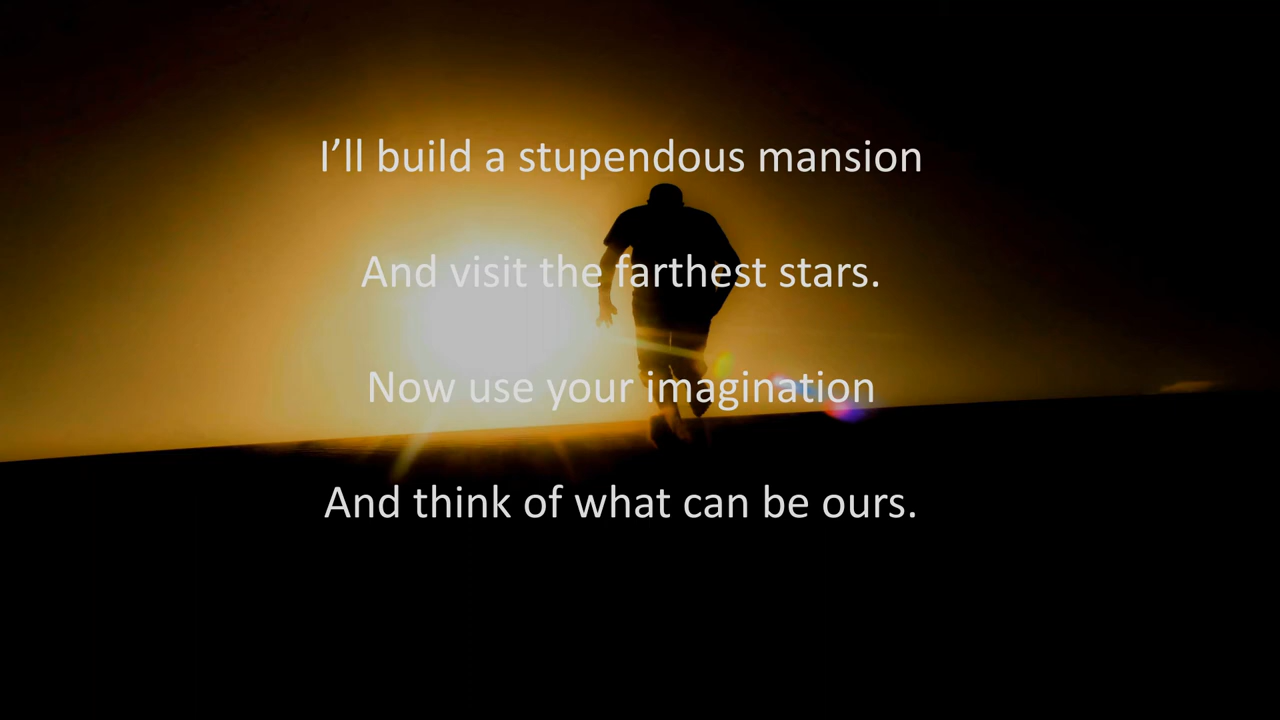 I’ll build a stupendous mansion
And visit the farthest stars.
Now use your imagination
And think of what can be ours.